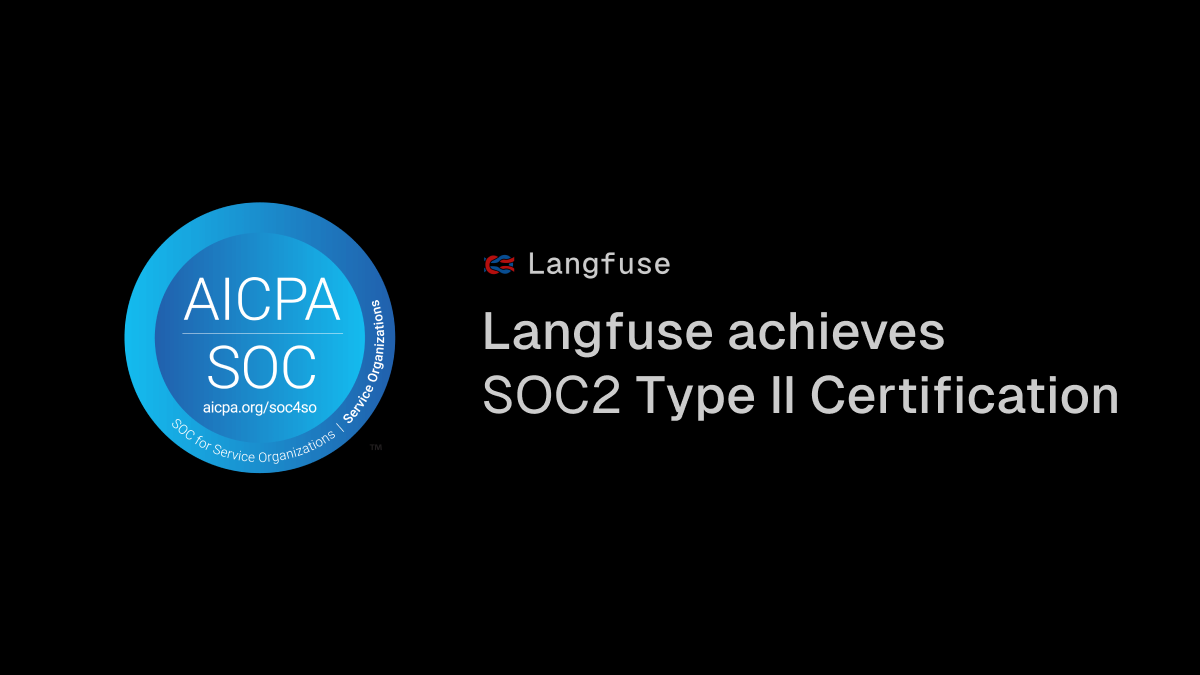 AICPA
SOC
aicpa.org/soc4so
SOC for Service Organizations | Service Organizations
TM
Langfuse
Langfuse achieves
SOC2 Type II Certification